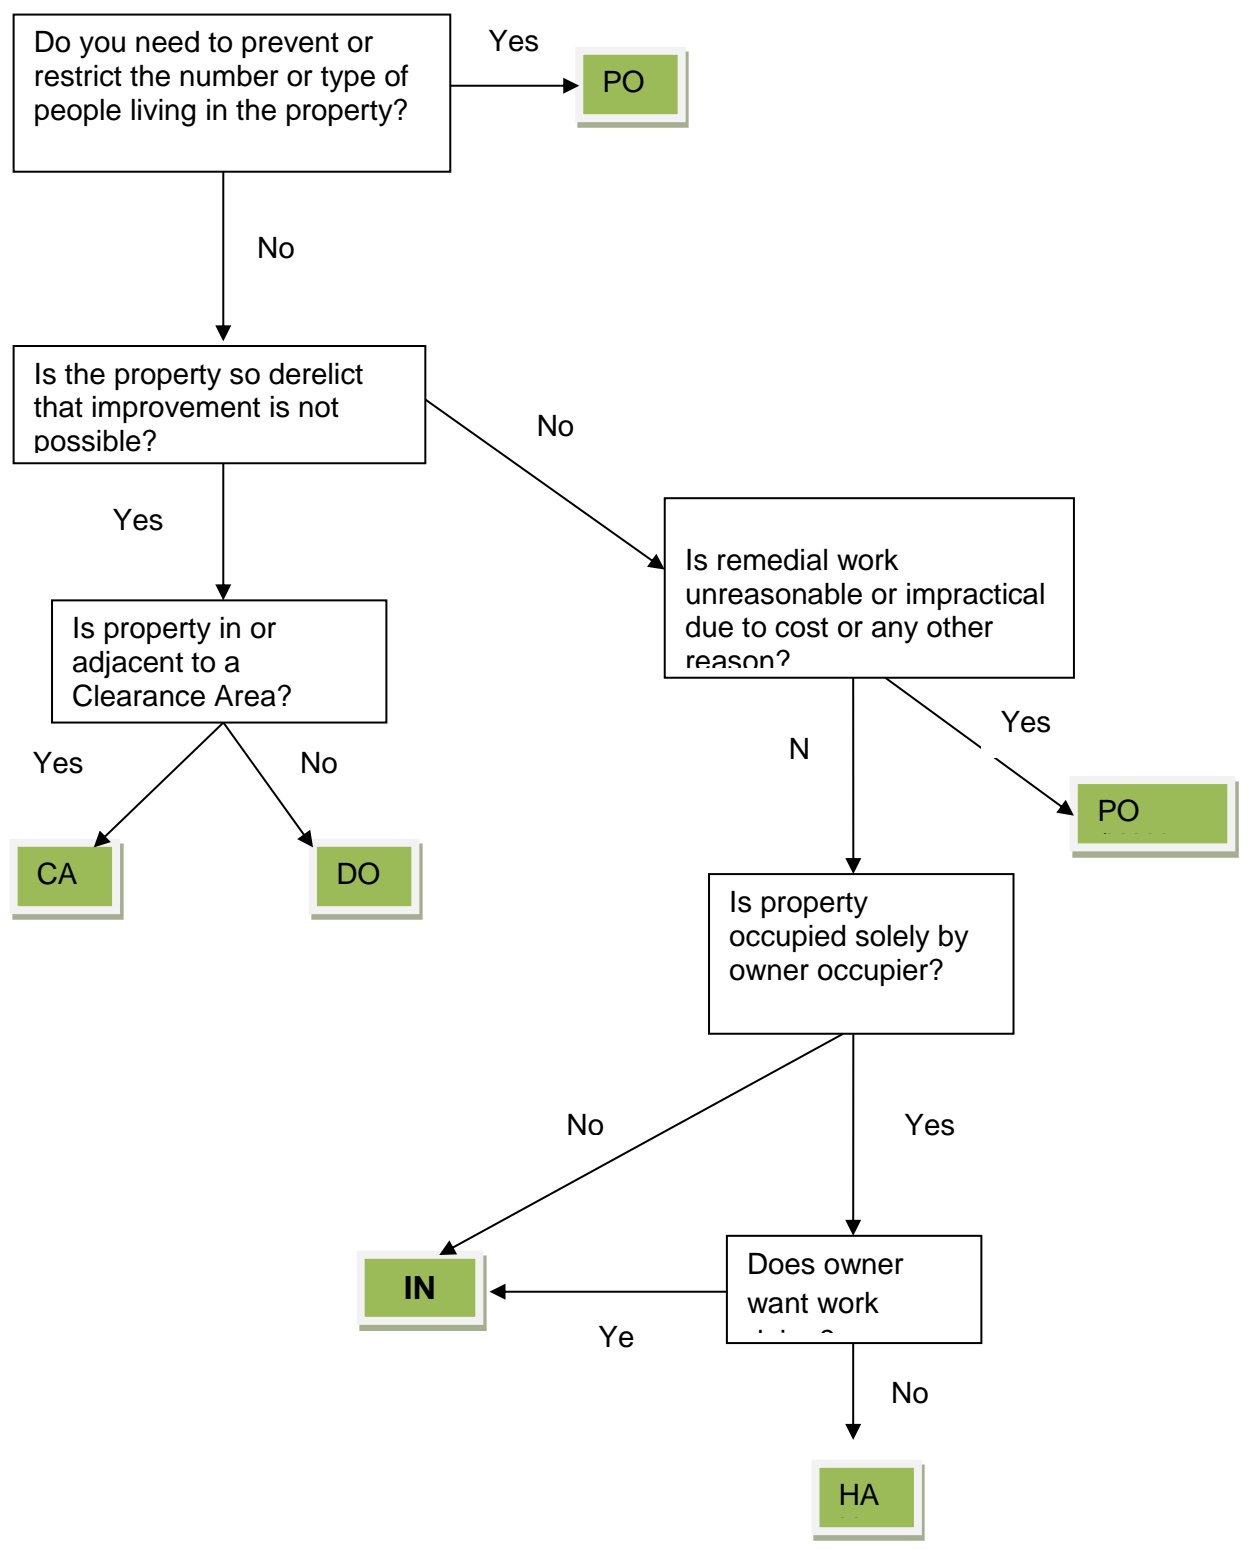 Do you need to prevent or
restrict the number or type of
people living in the property?
Yes
PO
No
Is the property so derelict
that improvement is not
possible?
No
Yes
Is remedial work
unreasonable or impractical
due to cost or any other
reason?
Is property in or
adjacent to a
Clearance Area?
Yes
No
N
Yes
PO
CA
DO
Is property
occupied solely by
owner occupier?
No
Yes
Does owner
want work
IN
Ye
No
HA